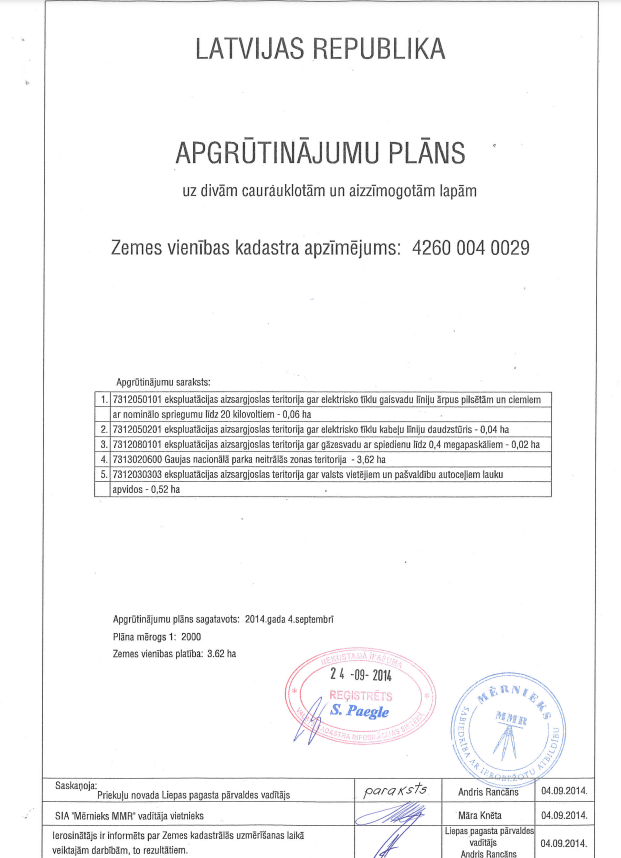 LATVIJAS REPUBLIKA
APGRŪTINĀJUMU PLĀNS
uz divām caurauklotām un aizzīmogotām lapām
Zemes vienības kadastra apzīmējums: 4260 004 0029
Apgrūtinājumu saraksts:
1. 7312050101 ekspluatācijas aizsargjoslas teritorija gar elektrisko tīklu gaisvadu līniju ārpus pilsētām un ciemiem
ar nominālo spriegumu līdz 20 kilovoltiem - 0,06 ha
2. 7312050201 ekspluatācijas aizsargjoslas teritorija gar elektrisko tīklu kabeļu līniju daudzstūris - 0,04 ha
3. 7312080101 ekspluatācijas aizsargjoslas teritorija gar gāzesvadu ar spiedienu līdz 0,4 megapaskāliem - 0,02 ha
4. 7313020600 Gaujas nacionālā parka neitrālās zonas teritorija - 3,62 ha
5. 7312030303 ekspluatācijas aizsargjoslas teritorija gar valsts vietējiem un pašvaldību autoceļiem lauku
apvidos - 0,52 ha
Apgrūtinājumu plāns sagatavots: 2014.gada 4.septembrī
Plāna mērogs 1: 2000
Zemes vienības platība: 3.62 ha
NEKUSTAMĀ ĪPAŠUMA
24 -09- 2014
REĢISTRĒTS
S. Paegle
MĒRNIEKS
MMR
SABIEDRĪBA AR IEROBEŽOTU ATBILDĪBU
Saskaņoja:
Priekuļu novada Liepas pagasta pārvaldes vadītājs
paraksts
Andris Rancāns
04.09.2014.
SIA "Mērnieks MMR" vadītāja vietnieks
Māra Knēta
04.09.2014.
Ierosinātājs ir informēts par Zemes kadastrālās uzmērīšanas laikā
veiktajām darbībām, to rezultātiem.
Liepas pagasta pārvaldes
vadītājs
Andris Rancāns
04.09.2014.